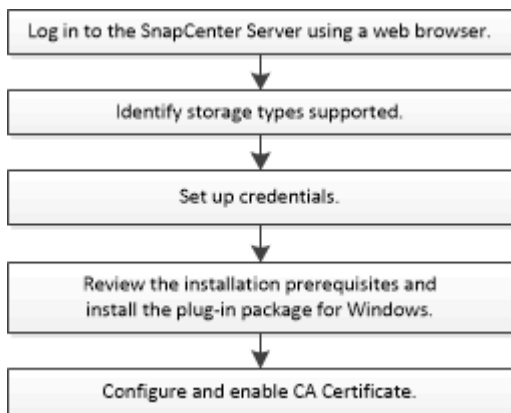 Log in to the SnapCenter Server using a web browser.
Identify storage types supported.
Set up credentials.
Review the installation prerequisites and
install the plug-in package for Windows.
Configure and enable CA Certificate.